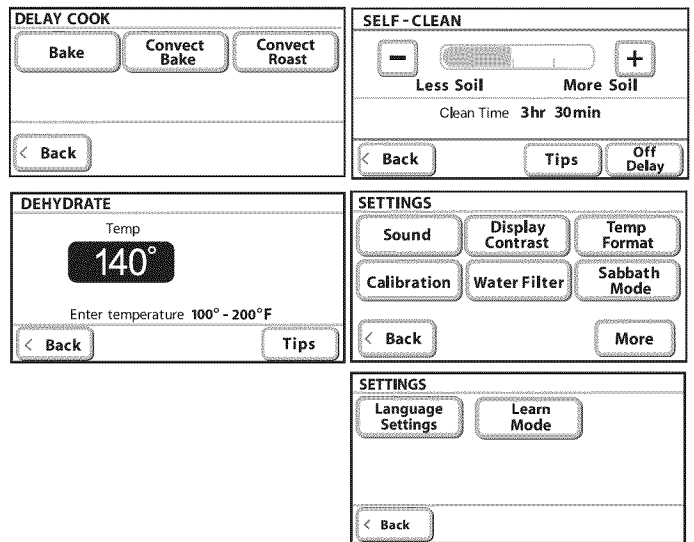 DELAY COOK
Bake
Convect
Bake
Convect
Roast
< Back
SELF - CLEAN
-
+
Less Soil
More Soil
Clean Time 3hr 30min
< Back
Tips
Off
Delay
DEHYDRATE
Temp
140°
Enter temperature 100° - 200°F
< Back
Tips
SETTINGS
Sound
Display
Contrast
Temp
Format
Calibration
Water Filter
Sabbath
Mode
< Back
More
SETTINGS
Language
Settings
Learn
Mode
< Back